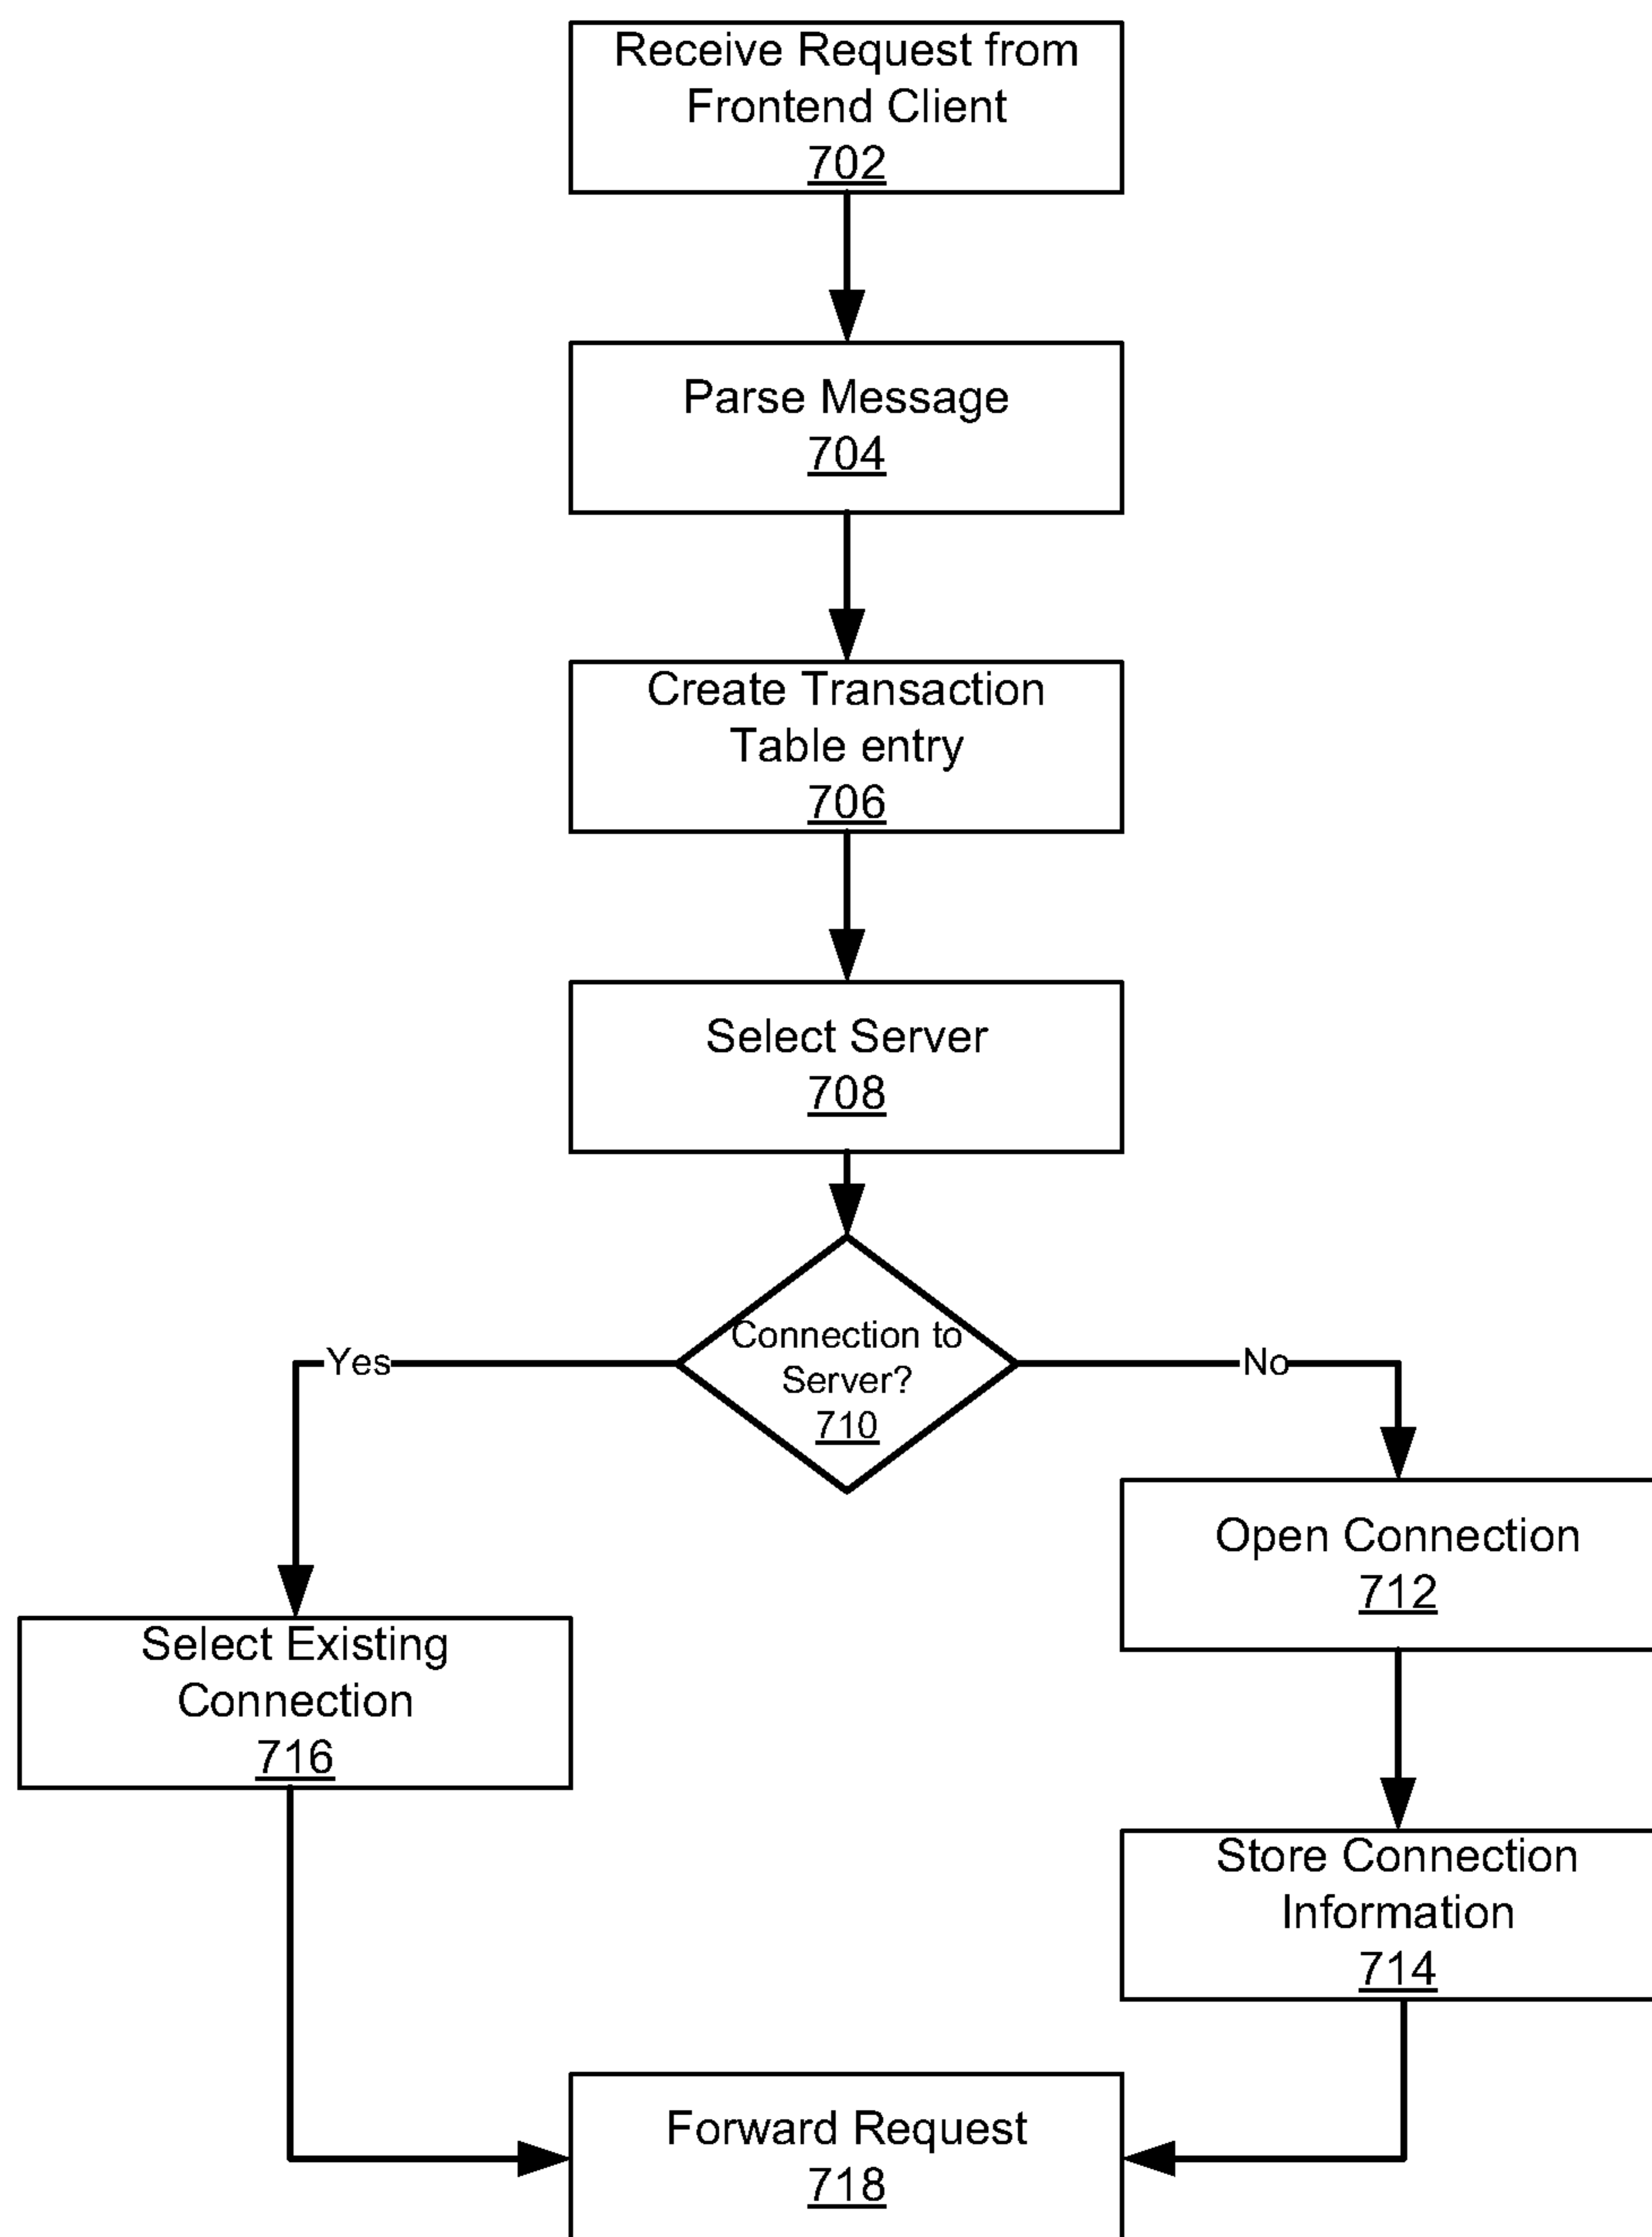 Receive Request from
Frontend Client
702
Parse Message
704
Create Transaction
Table entry
706
Select Server
708
Connection to
Server?
710
Yes
No
Open Connection
712
Select Existing
Connection
716
Store Connection
Information
714
Forward Request
718